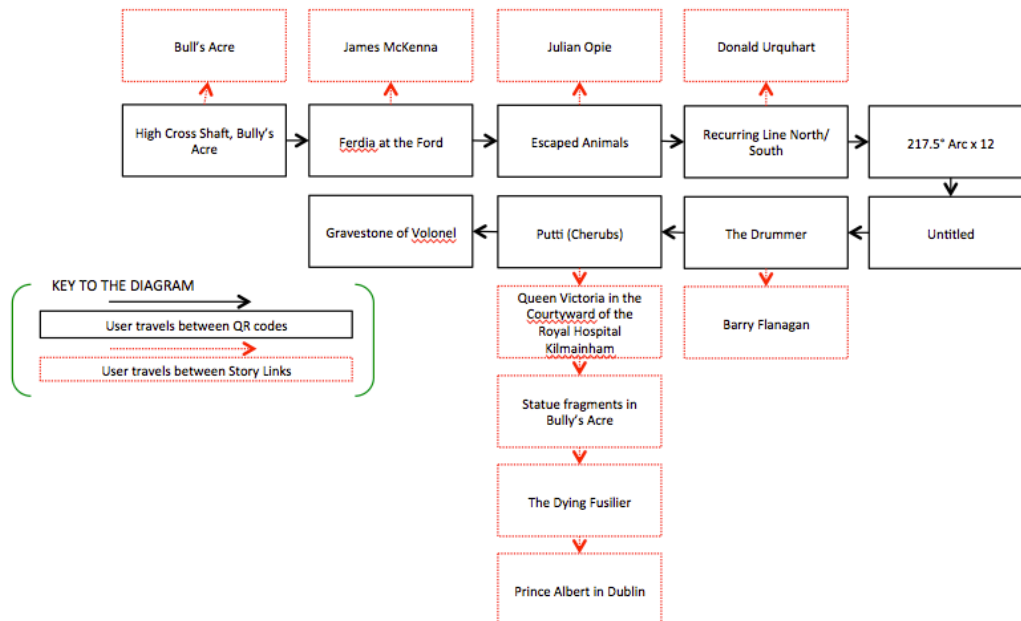 Bull's Acre
James McKenna
Julian Opie
Donald Urquhart
High Cross Shaft, Bully's
Acre
Ferdia at the Ford
Escaped Animals
Recurring Line North/
South
217.5° Arc x 12
Gravestone of Volonel
Putti (Cherubs)
The Drummer
Untitled
KEY TO THE DIAGRAM
User travels between QR codes
User travels between Story Links
Queen Victoria in the
Courtyward of the
Royal Hospital
Kilmainham
Barry Flanagan
Statue fragments in
Bully's Acre
The Dying Fusilier
Prince Albert in Dublin